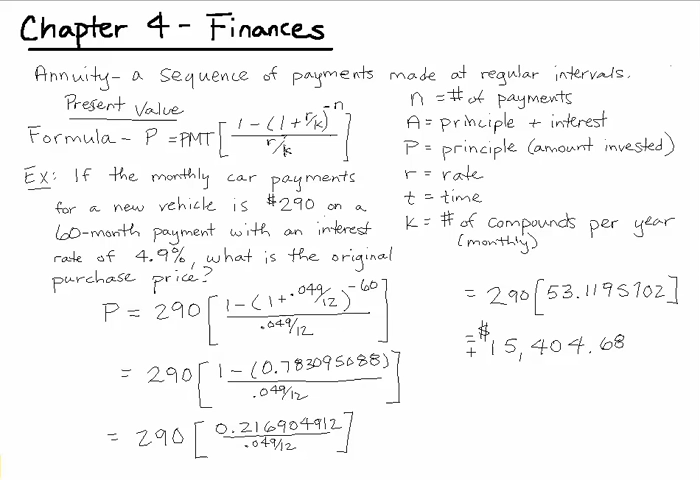 Chapter 4 - Finances
Annuity - a sequence of payments made at regular intervals.
Present Value
Formula - P = PMT [ 1 - (1 + r/k)^-n / r/k ]
n = # of payments
A = principle + interest
P = principle (amount invested)
r = rate
t = time
k = # of compounds per year
(monthly)
Ex: If the monthly car payments
for a new vehicle is $290 on a
60-month payment with an interest
rate of 4.9%, what is the original
purchase price?
P = 290 [ 1 - (1 + .049/12)^-60 / .049/12 ]
= 290 [ 1 - (0.783095088) / .049/12 ]
= 290 [ 0.216904912 / .049/12 ]
= 290 [53.1195702]
= $15,404.68